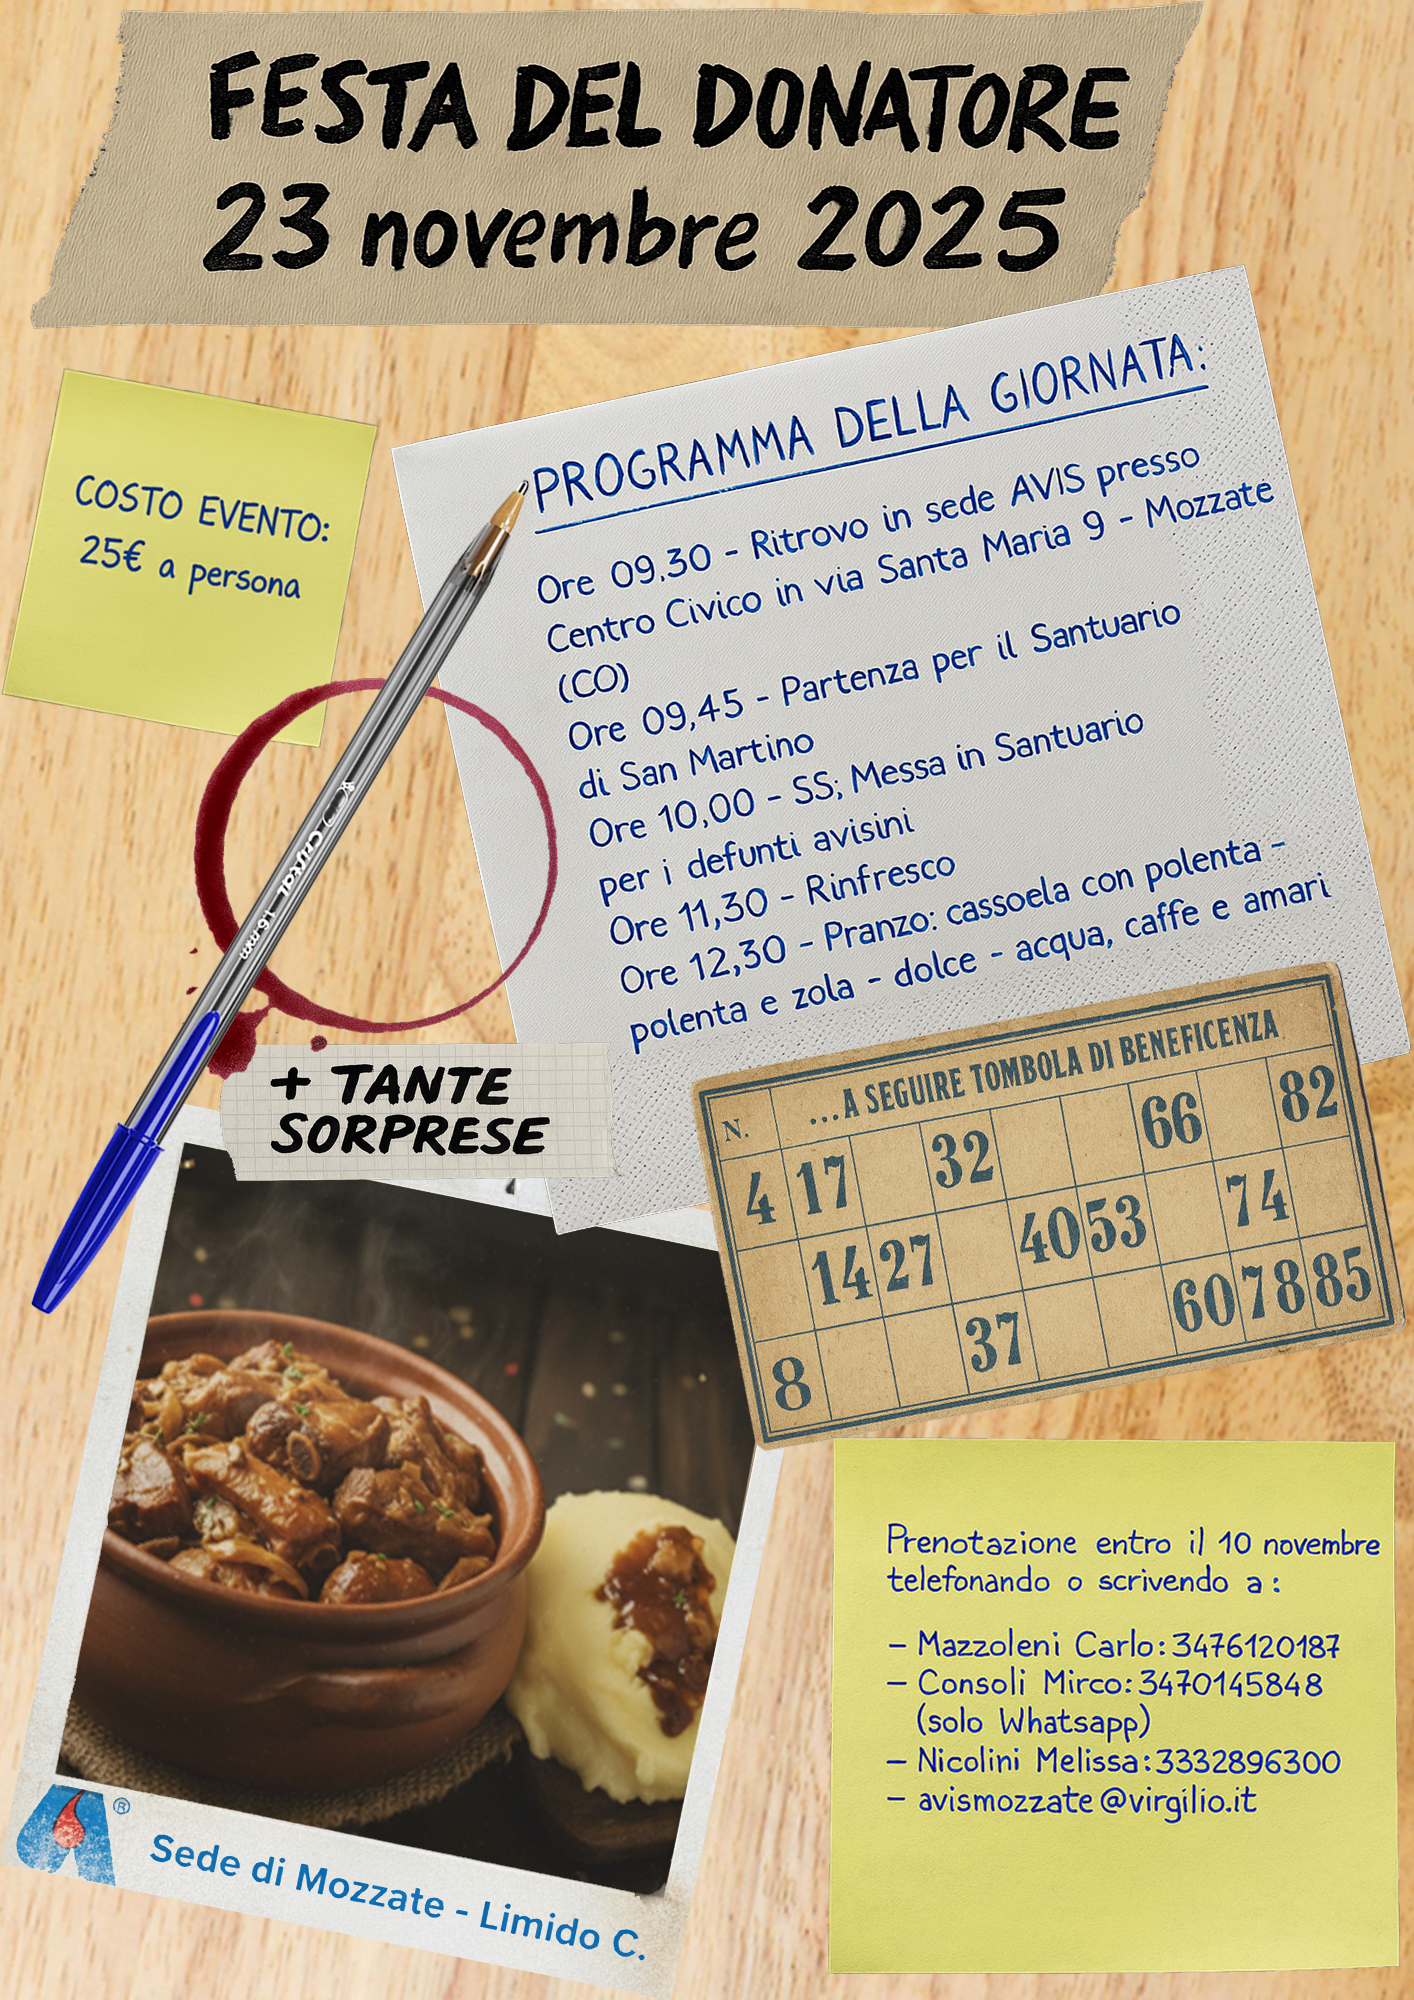 FESTA DEL DONATORE
23 novembre 2025
COSTO EVENTO:
25€ a persona
PROGRAMMA DELLA GIORNATA:
Ore 09.30 - Ritrovo in sede AVIS presso
Centro Civico in via Santa Maria 9 - Mozzate
(CO)
Ore 09,45 - Partenza per il Santuario
di San Martino
Ore 10,00 - SS; Messa in Santuario
per i defunti avisini
Ore 11,30 - Rinfresco
Ore 12,30 - Pranzo: cassoela con polenta -
polenta e zola - dolce - acqua, caffe e amari
Cristal 1.6 mm
+ TANTE
SORPRESE
N. ...A SEGUIRE TOMBOLA DI BENEFICENZA
4 17 32 66 82
14 27 40 53 74
8 37 60 78 85
Prenotazione entro il 10 novembre
telefonando o scrivendo a:
- Mazzoleni Carlo: 3476120187
- Consoli Mirco: 3470145848
(solo Whatsapp)
- Nicolini Melissa: 3332896300
- avismozzate@virgilio.it
®
Sede di Mozzate - Limido C.